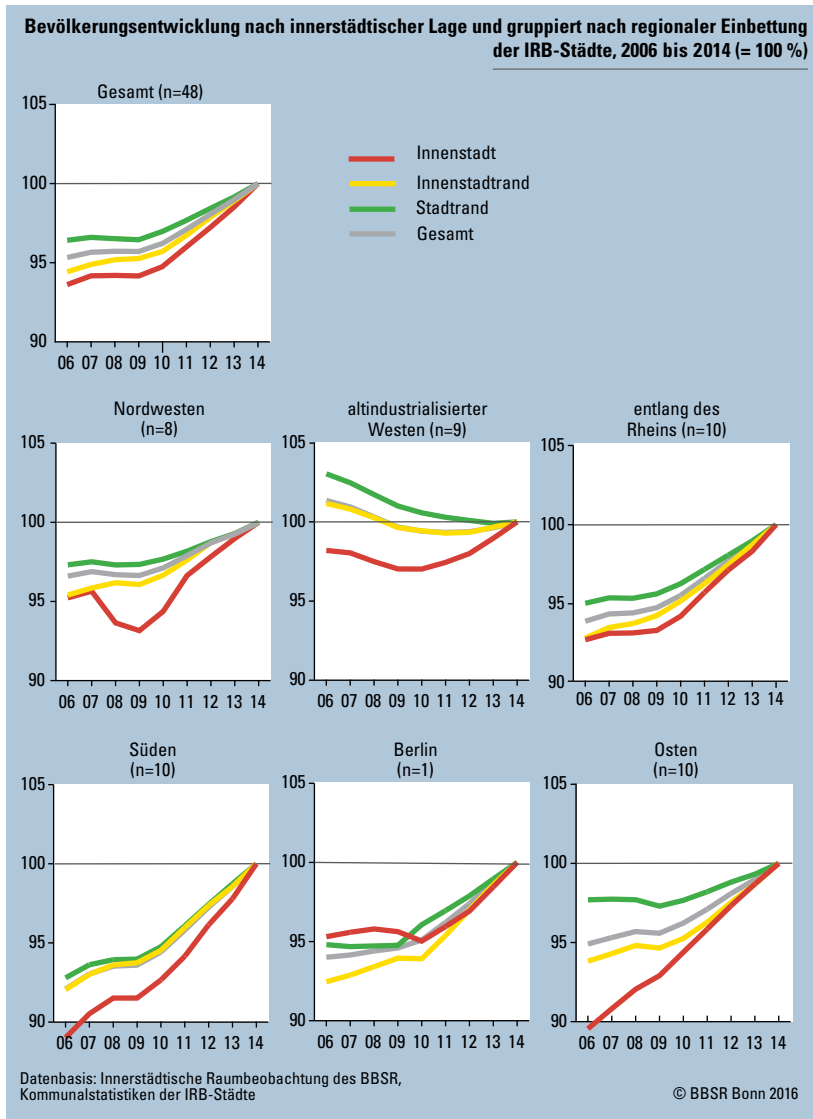 Bevölkerungsentwicklung nach innerstädtischer Lage und gruppiert nach regionaler Einbettung
der IRB-Städte, 2006 bis 2014 (= 100 %)
Gesamt (n=48)
105
100
95
90
06 07 08 09 10 11 12 13 14
Innenstadt
Innenstadtrand
Stadtrand
Gesamt
Nordwesten
(n=8)
105
100
95
90
06 07 08 09 10 11 12 13 14
altindustrialisierter
Westen (n=9)
105
100
95
90
06 07 08 09 10 11 12 13 14
entlang des
Rheins (n=10)
105
100
95
90
06 07 08 09 10 11 12 13 14
Süden
(n=10)
105
100
95
90
06 07 08 09 10 11 12 13 14
Berlin
(n=1)
105
100
95
90
06 07 08 09 10 11 12 13 14
Osten
(n=10)
105
100
95
90
06 07 08 09 10 11 12 13 14
Datenbasis: Innerstädtische Raumbeobachtung des BBSR,
Kommunalstatistiken der IRB-Städte
© BBSR Bonn 2016